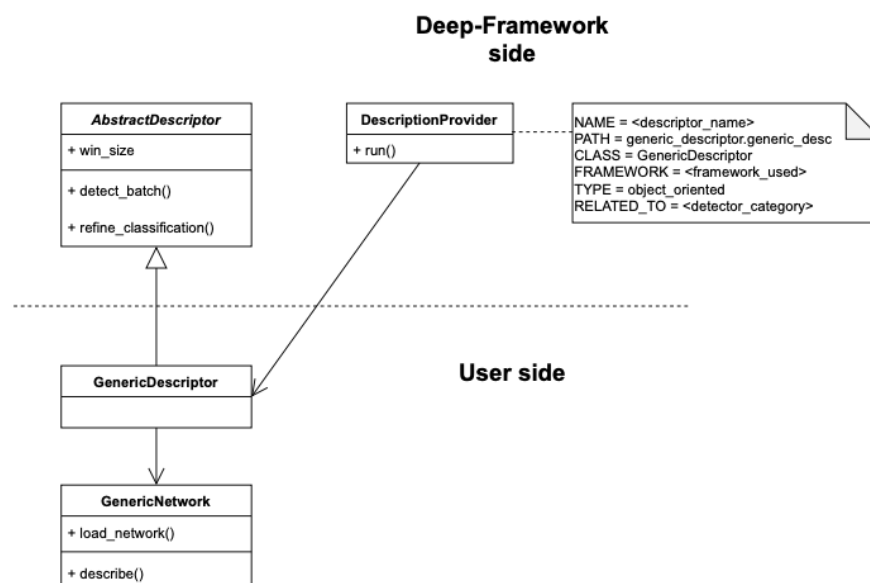 Deep-Framework
side
AbstractDescriptor
+ win_size
+ detect_batch()
+ refine_classification()
DescriptionProvider
+ run()
NAME = <descriptor_name>
PATH = generic_descriptor.generic_desc
CLASS = GenericDescriptor
FRAMEWORK = <framework_used>
TYPE = object_oriented
RELATED_TO = <detector_category>
User side
GenericDescriptor
GenericNetwork
+ load_network()
+ describe()